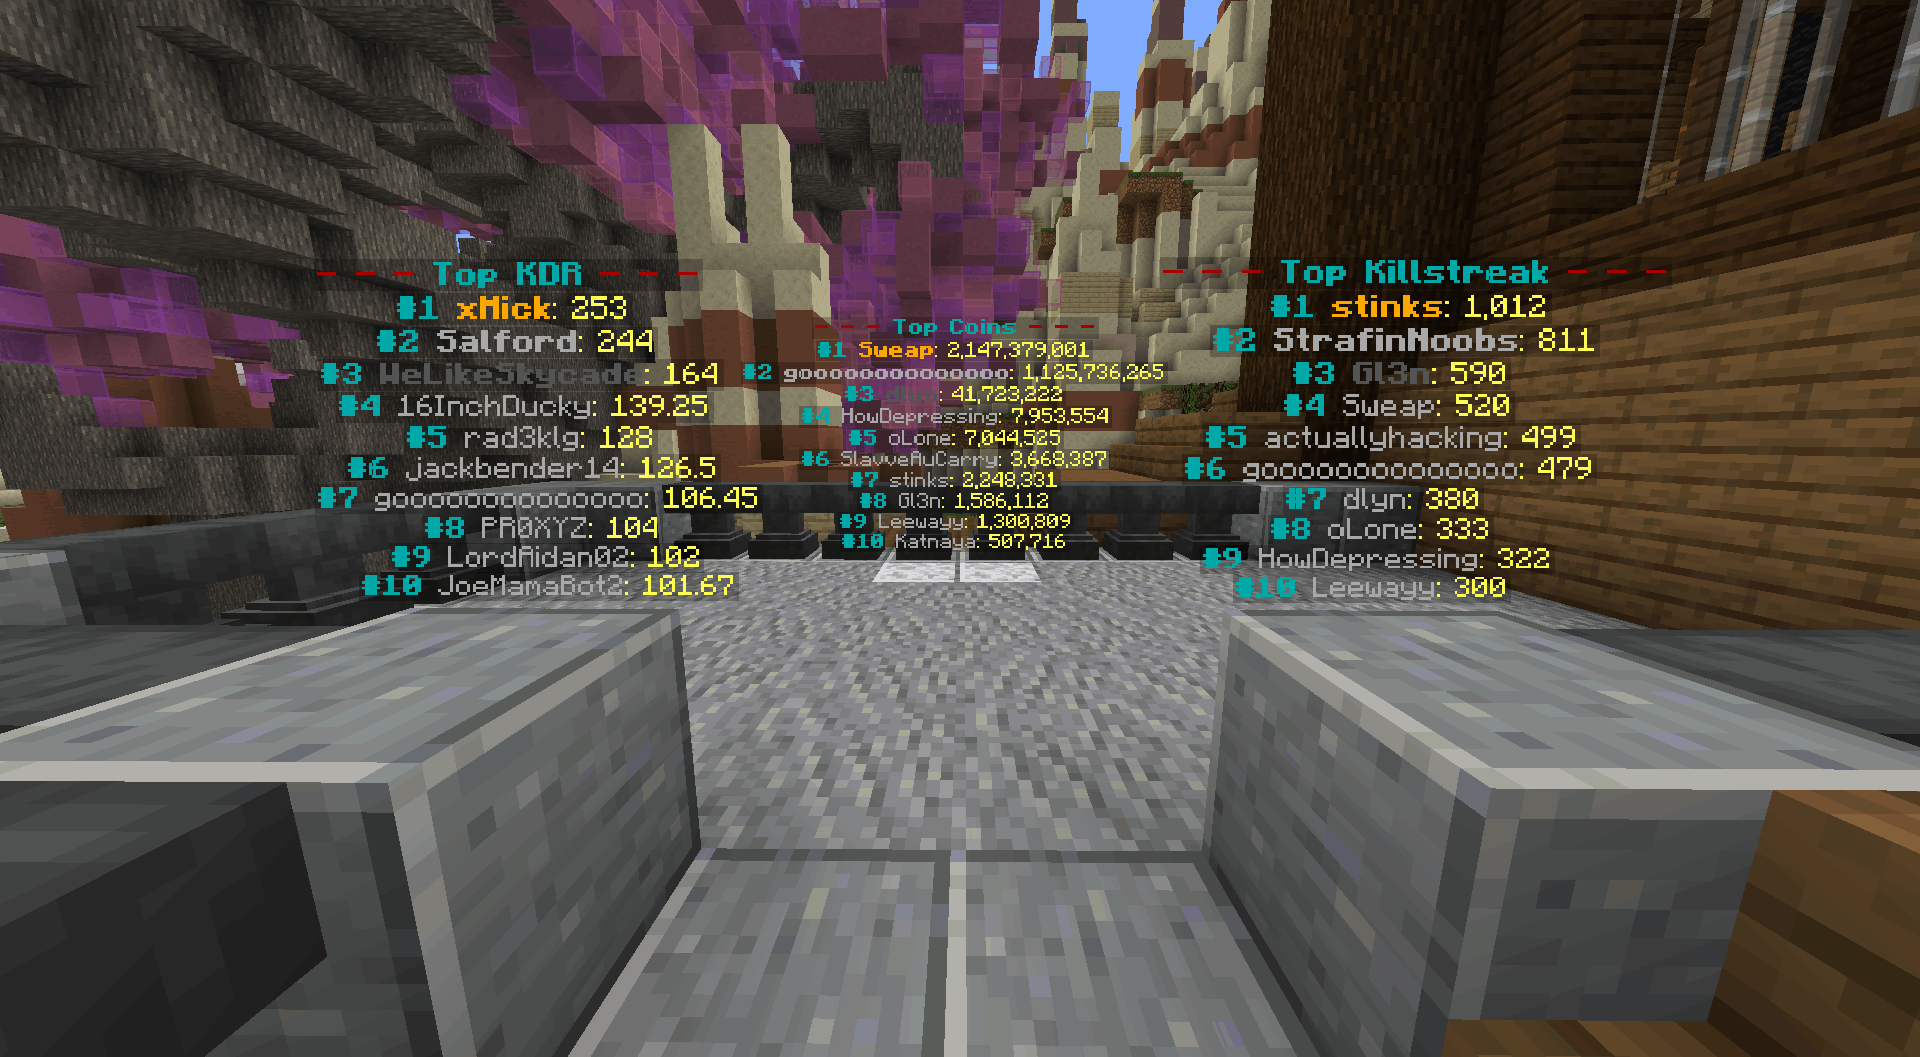 - - - Top KDR - - -
#1 xMick: 253
#2 Salford: 244
#3 WeLikeSkycade: 164
#4 16InchDucky: 139.25
#5 rad3klg: 128
#6 jackbender14: 126.5
#7 goooooooooooooo: 106.45
#8 PR0XYZ: 104
#9 LordAidan02: 102
#10 JoeMamaBot2: 101.67
- - - Top Coins - - -
#1 Sweap: 2,147,379,001
#2 goooooooooooooo: 1,125,736,265
#3 dlyn: 41,723,222
#4 HowDepressing: 7,953,554
#5 oLone: 7,044,525
#6 SlavveAuCarry: 3,668,387
#7 stinks: 2,248,331
#8 Gl3n: 1,586,112
#9 Leewayy: 1,300,809
#10 Katnaya: 507,716
- - - Top Killstreak - - -
#1 stinks: 1,012
#2 StrafinNoobs: 811
#3 Gl3n: 590
#4 Sweap: 520
#5 actuallyhacking: 499
#6 goooooooooooooo: 479
#7 dlyn: 380
#8 oLone: 333
#9 HowDepressing: 322
#10 Leewayy: 300